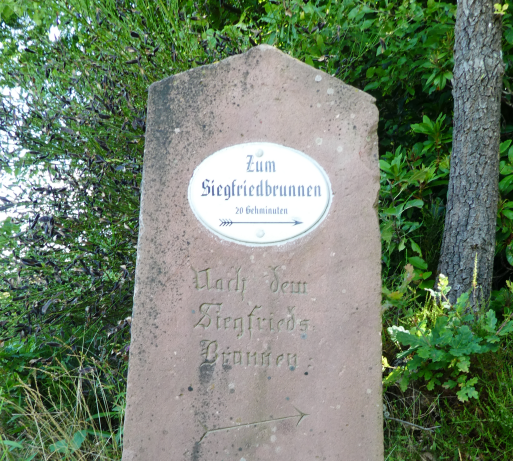 Zum
Siegfriedbrunnen
20 Gehminuten
Nach dem
Siegfrieds
Brunnen.